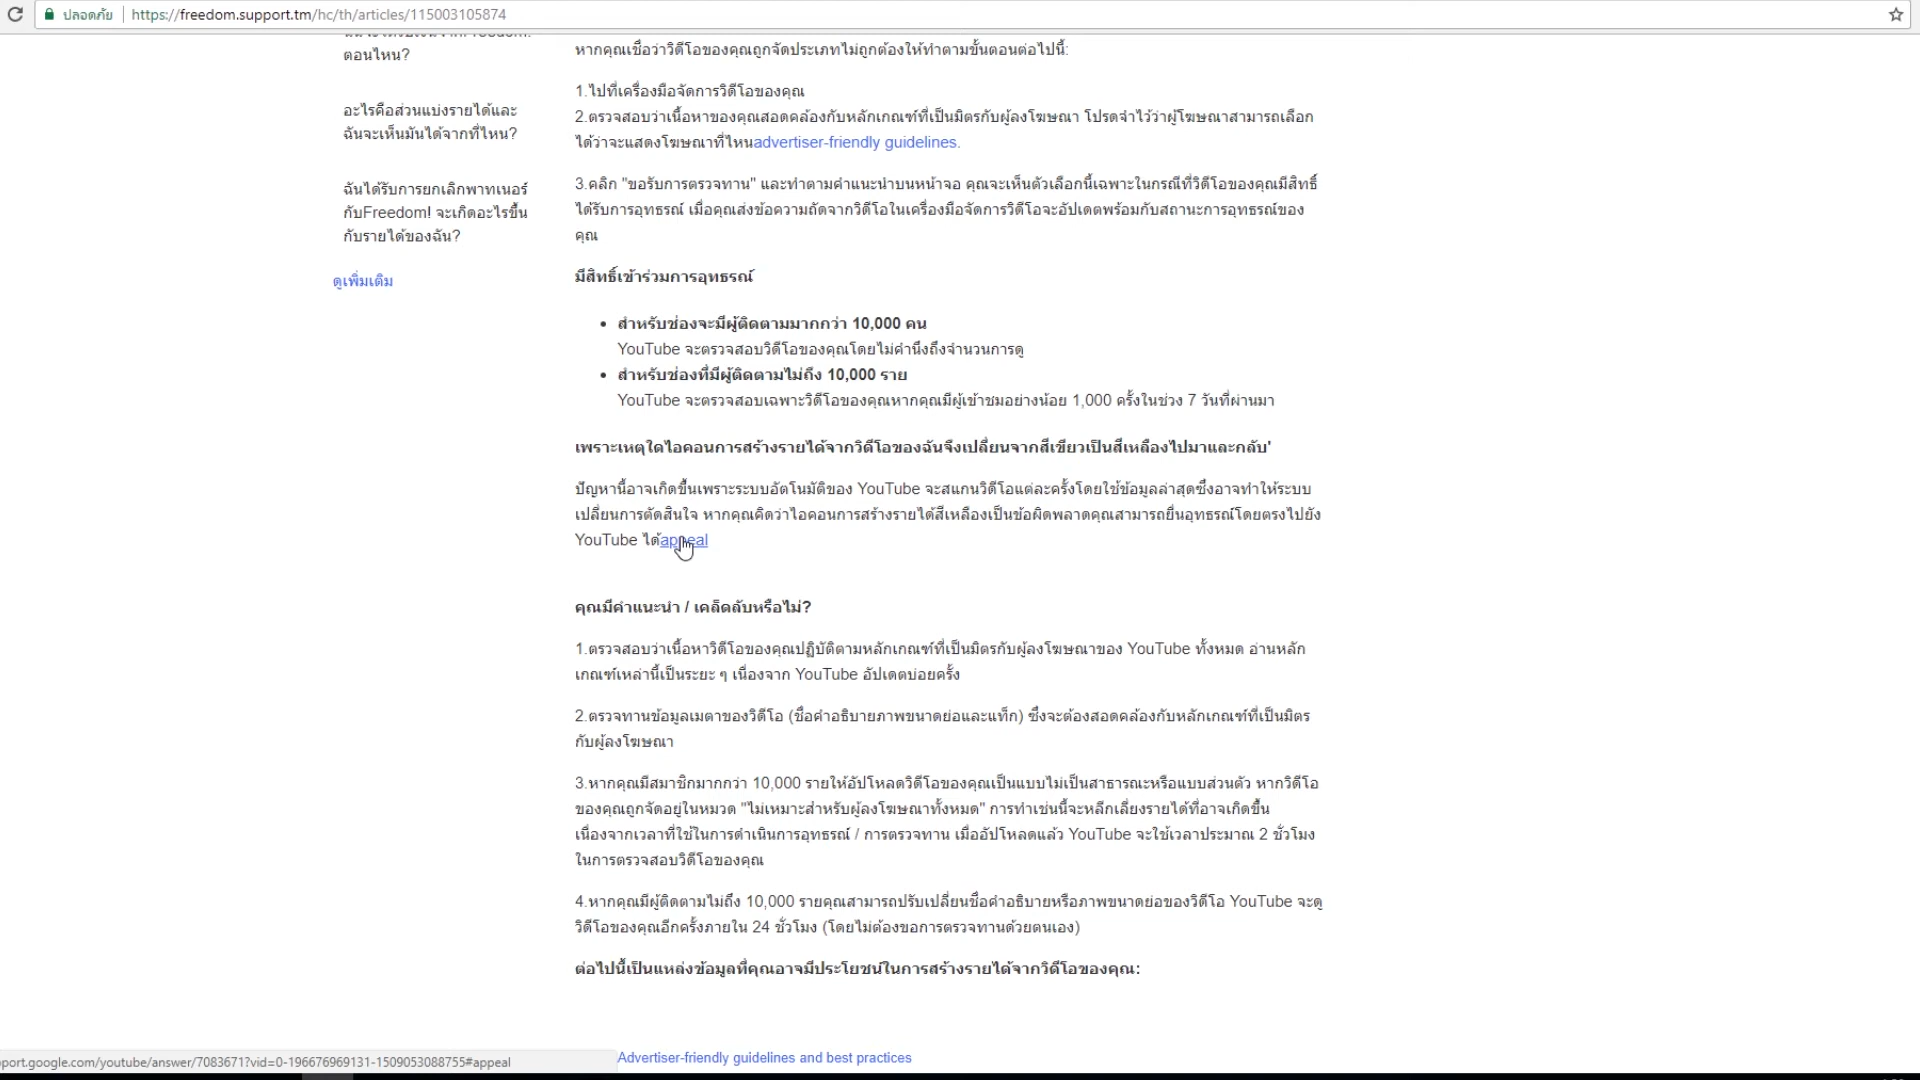 ปลอดภัย
https://freedom.support.tm/hc/th/articles/115003105874
ตอนไหน?
อะไรคือส่วนแบ่งรายได้และ
ฉันจะเห็นมันได้จากที่ไหน?
ฉันได้รับการยกเลิกพาทเนอร์
กับFreedom! จะเกิดอะไรขึ้น
กับรายได้ของฉัน?
ดูเพิ่มเติม
หากคุณเชื่อว่าวิดีโอของคุณถูกจัดประเภทไม่ถูกต้องให้ทำตามขั้นตอนต่อไปนี้:
1.ไปที่เครื่องมือจัดการวิดีโอของคุณ
2.ตรวจสอบว่าเนื้อหาของคุณสอดคล้องกับหลักเกณฑ์ที่เป็นมิตรกับผู้ลงโฆษณา โปรดจำไว้ว่าผู้โฆษณาสามารถเลือก
ได้ว่าจะแสดงโฆษณาที่ไหนadvertiser-friendly guidelines.
3.คลิก "ขอรับการตรวจทาน" และทำตามคำแนะนำบนหน้าจอ คุณจะเห็นตัวเลือกนี้เฉพาะในกรณีที่วิดีโอของคุณมีสิทธิ์
ได้รับการอุทธรณ์ เมื่อคุณส่งข้อความถัดจากวิดีโอในเครื่องมือจัดการวิดีโอจะอัปเดตพร้อมกับสถานะการอุทธรณ์ของ
คุณ
มีสิทธิ์เข้าร่วมการอุทธรณ์
• สำหรับช่องจะมีผู้ติดตามมากกว่า 10,000 คน
YouTube จะตรวจสอบวิดีโอของคุณโดยไม่คำนึงถึงจำนวนการดู
• สำหรับช่องที่มีผู้ติดตามไม่ถึง 10,000 ราย
YouTube จะตรวจสอบเฉพาะวิดีโอของคุณหากคุณมีผู้เข้าชมอย่างน้อย 1,000 ครั้งในช่วง 7 วันที่ผ่านมา
เพราะเหตุใดไอคอนการสร้างรายได้จากวิดีโอของฉันจึงเปลี่ยนจากสีเขียวเป็นสีเหลืองไปมาและกลับ'
ปัญหานี้อาจเกิดขึ้นเพราะระบบอัตโนมัติของ YouTube จะสแกนวิดีโอแต่ละครั้งโดยใช้ข้อมูลล่าสุดซึ่งอาจทำให้ระบบ
เปลี่ยนการตัดสินใจ หากคุณคิดว่าไอคอนการสร้างรายได้สีเหลืองเป็นข้อผิดพลาดคุณสามารถยื่นอุทธรณ์โดยตรงไปยัง
YouTube ได้appeal
คุณมีคำแนะนำ / เคล็ดลับหรือไม่?
1.ตรวจสอบว่าเนื้อหาวิดีโอของคุณปฏิบัติตามหลักเกณฑ์ที่เป็นมิตรกับผู้ลงโฆษณาของ YouTube ทั้งหมด อ่านหลัก
เกณฑ์เหล่านี้เป็นระยะ ๆ เนื่องจาก YouTube อัปเดตบ่อยครั้ง
2.ตรวจทานข้อมูลเมตาของวิดีโอ (ชื่อคำอธิบายภาพขนาดย่อและแท็ก) ซึ่งจะต้องสอดคล้องกับหลักเกณฑ์ที่เป็นมิตร
กับผู้ลงโฆษณา
3.หากคุณมีสมาชิกมากกว่า 10,000 รายให้อัปโหลดวิดีโอของคุณเป็นแบบไม่เป็นสาธารณะหรือแบบส่วนตัว หากวิดีโอ
ของคุณถูกจัดอยู่ในหมวด "ไม่เหมาะสำหรับผู้ลงโฆษณาทั้งหมด" การทำเช่นนี้จะหลีกเลี่ยงรายได้ที่อาจเกิดขึ้น
เนื่องจากเวลาที่ใช้ในการดำเนินการอุทธรณ์ / การตรวจทาน เมื่ออัปโหลดแล้ว YouTube จะใช้เวลาประมาณ 2 ชั่วโมง
ในการตรวจสอบวิดีโอของคุณ
4.หากคุณมีผู้ติดตามไม่ถึง 10,000 รายคุณสามารถปรับเปลี่ยนชื่อคำอธิบายหรือภาพขนาดย่อของวิดีโอ YouTube จะดู
วิดีโอของคุณอีกครั้งภายใน 24 ชั่วโมง (โดยไม่ต้องขอการตรวจทานด้วยตนเอง)
ต่อไปนี้เป็นแหล่งข้อมูลที่คุณอาจมีประโยชน์ในการสร้างรายได้จากวิดีโอของคุณ:
Advertiser-friendly guidelines and best practices
port.google.com/youtube/answer/7083671?vid=0-196676969131-1509053088755#appeal